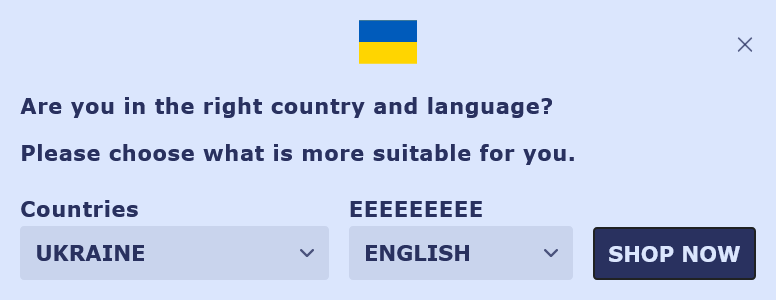 Are you in the right country and language?
Please choose what is more suitable for you.
Countries
EEEEEEEEE
UKRAINE
ENGLISH
SHOP NOW